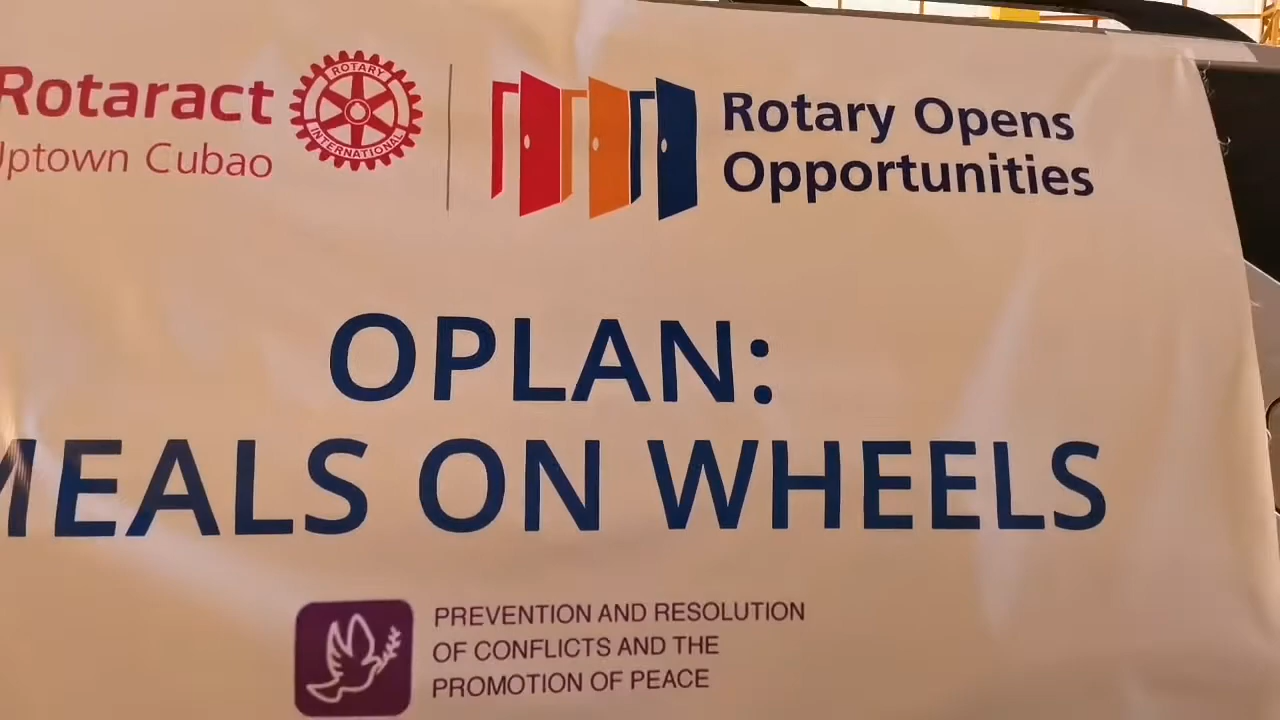 Rotaract
Uptown Cubao
ROTARY
INTERNATIONAL
Rotary Opens
Opportunities
OPLAN:
MEALS ON WHEELS
PREVENTION AND RESOLUTION
OF CONFLICTS AND THE
PROMOTION OF PEACE